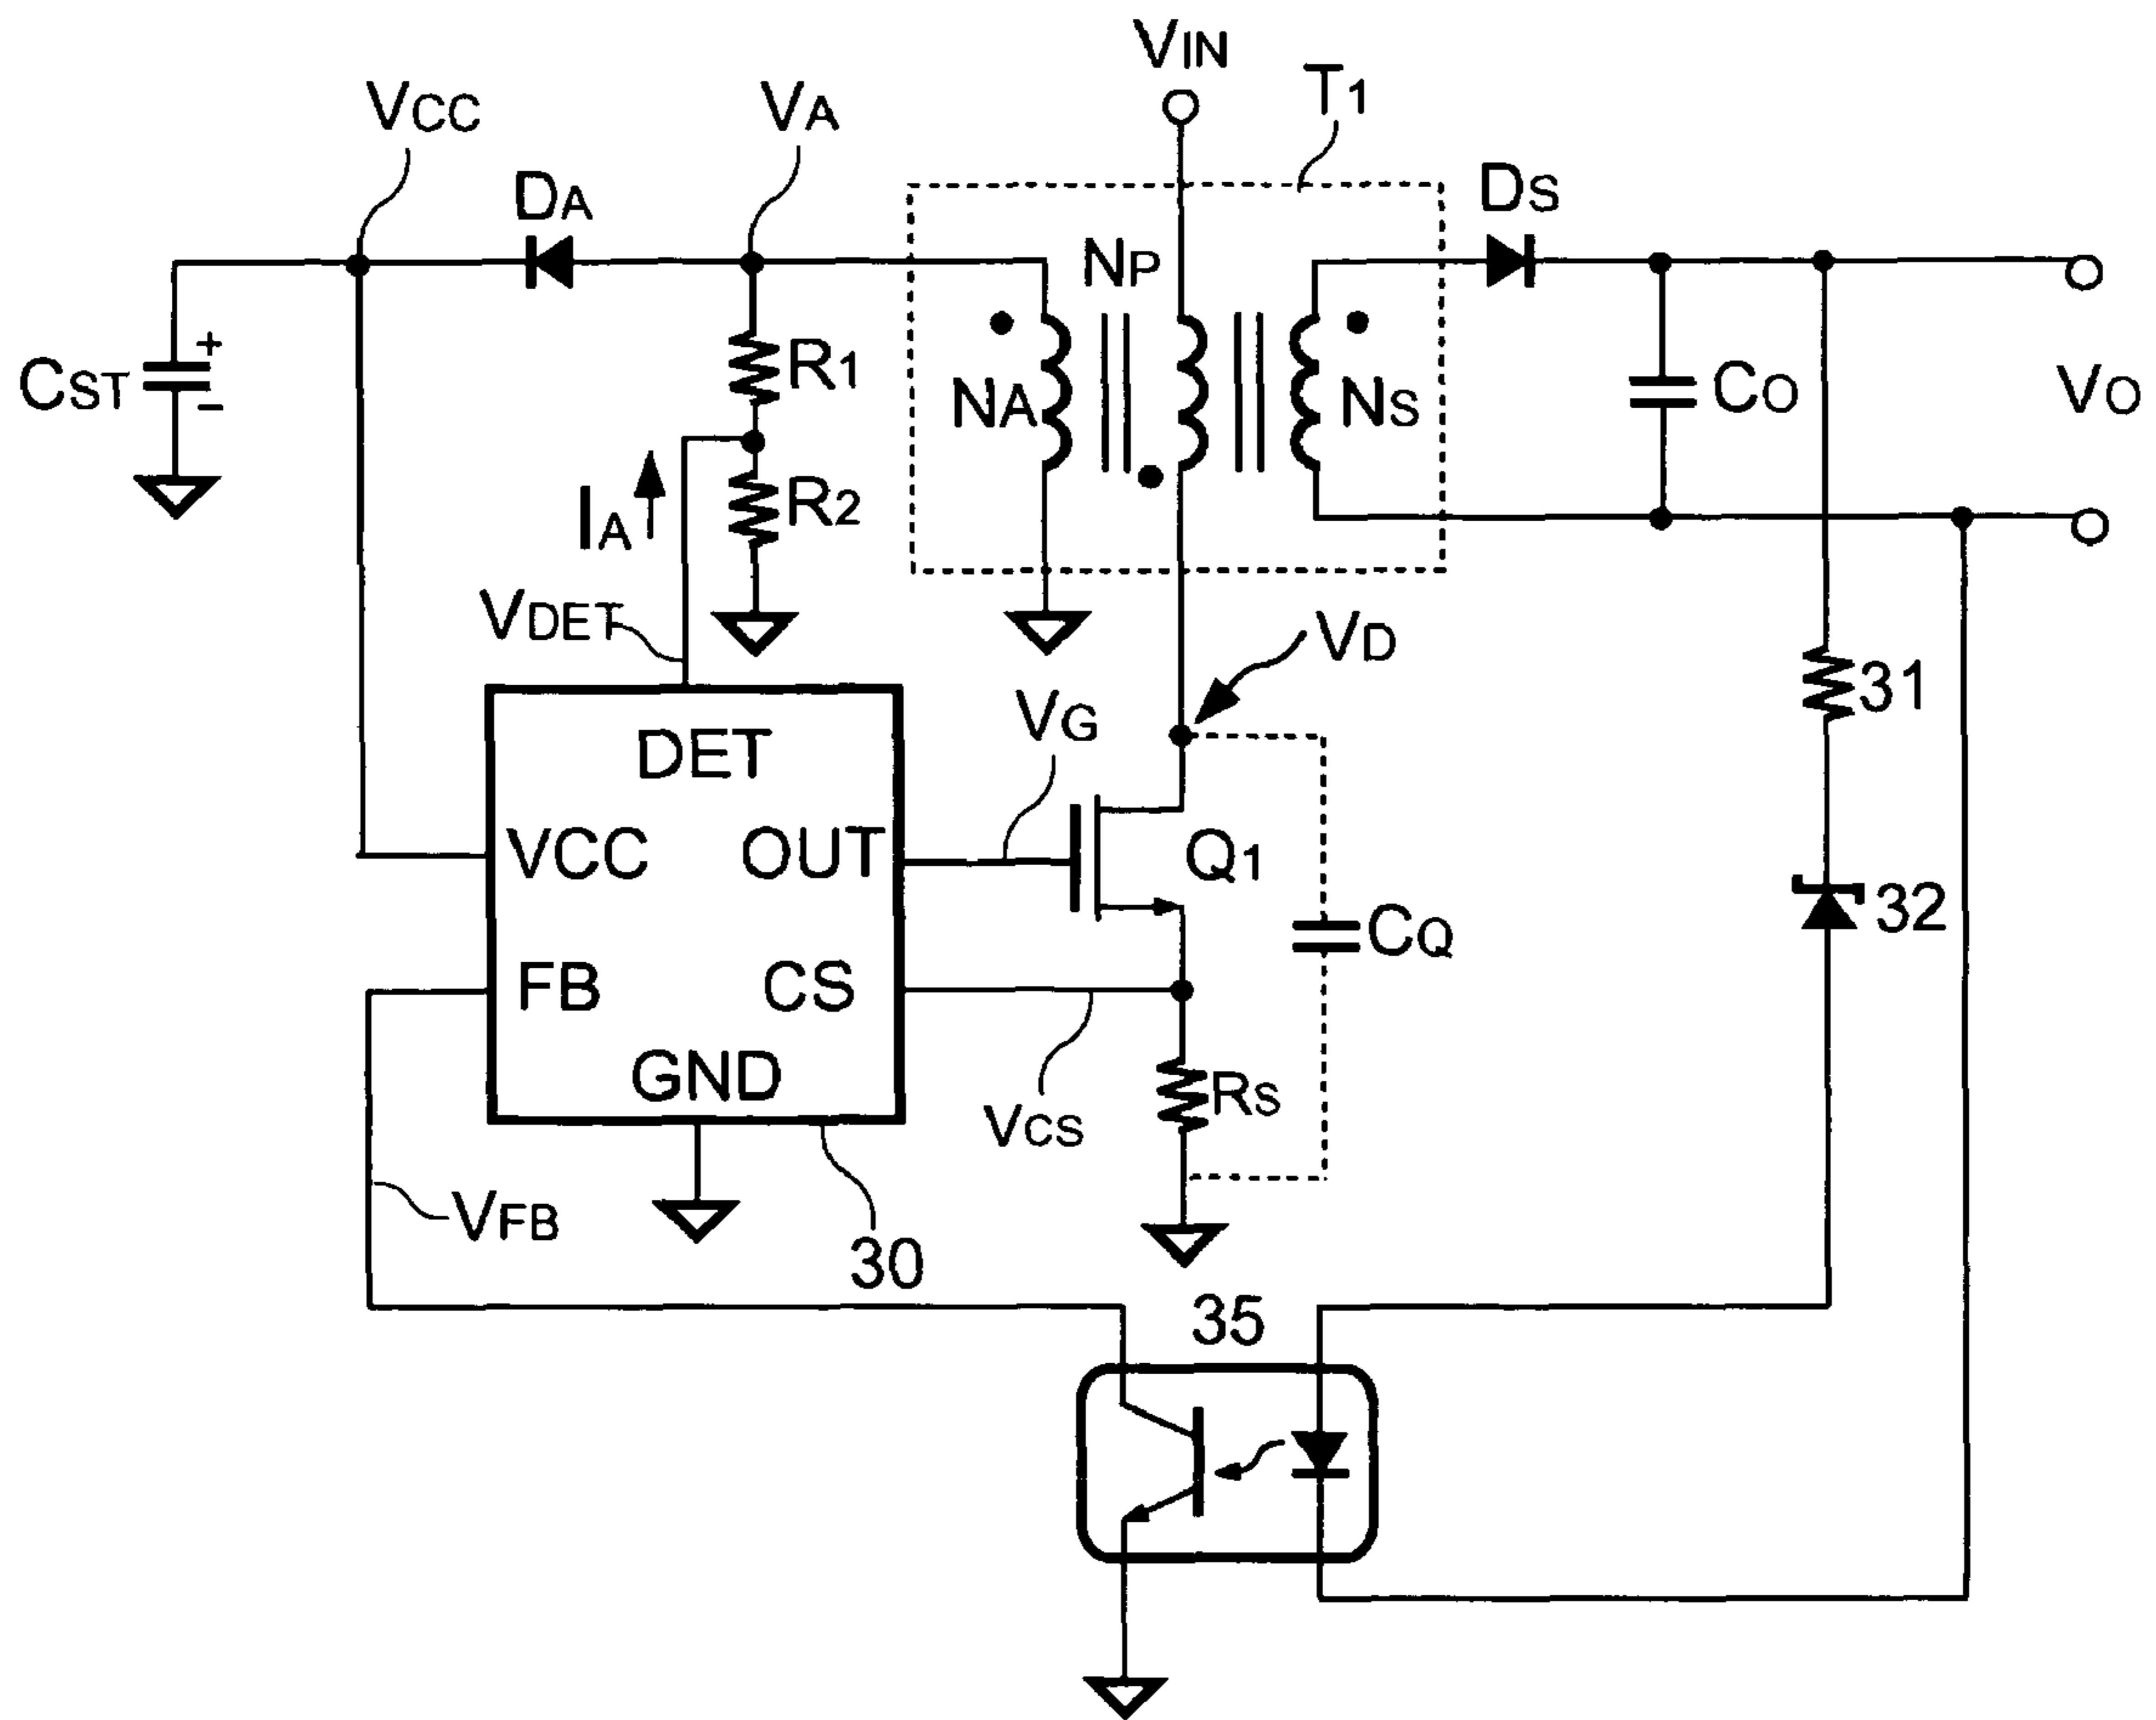 VIN
T1
VCC
VA
DA
DS
NP
+
CST
−
R1
NA
NS
CO
VO
R2
IA
VDET
VD
31
VG
DET
VCC
OUT
Q1
32
CQ
FB
CS
GND
RS
VCS
VFB
30
35